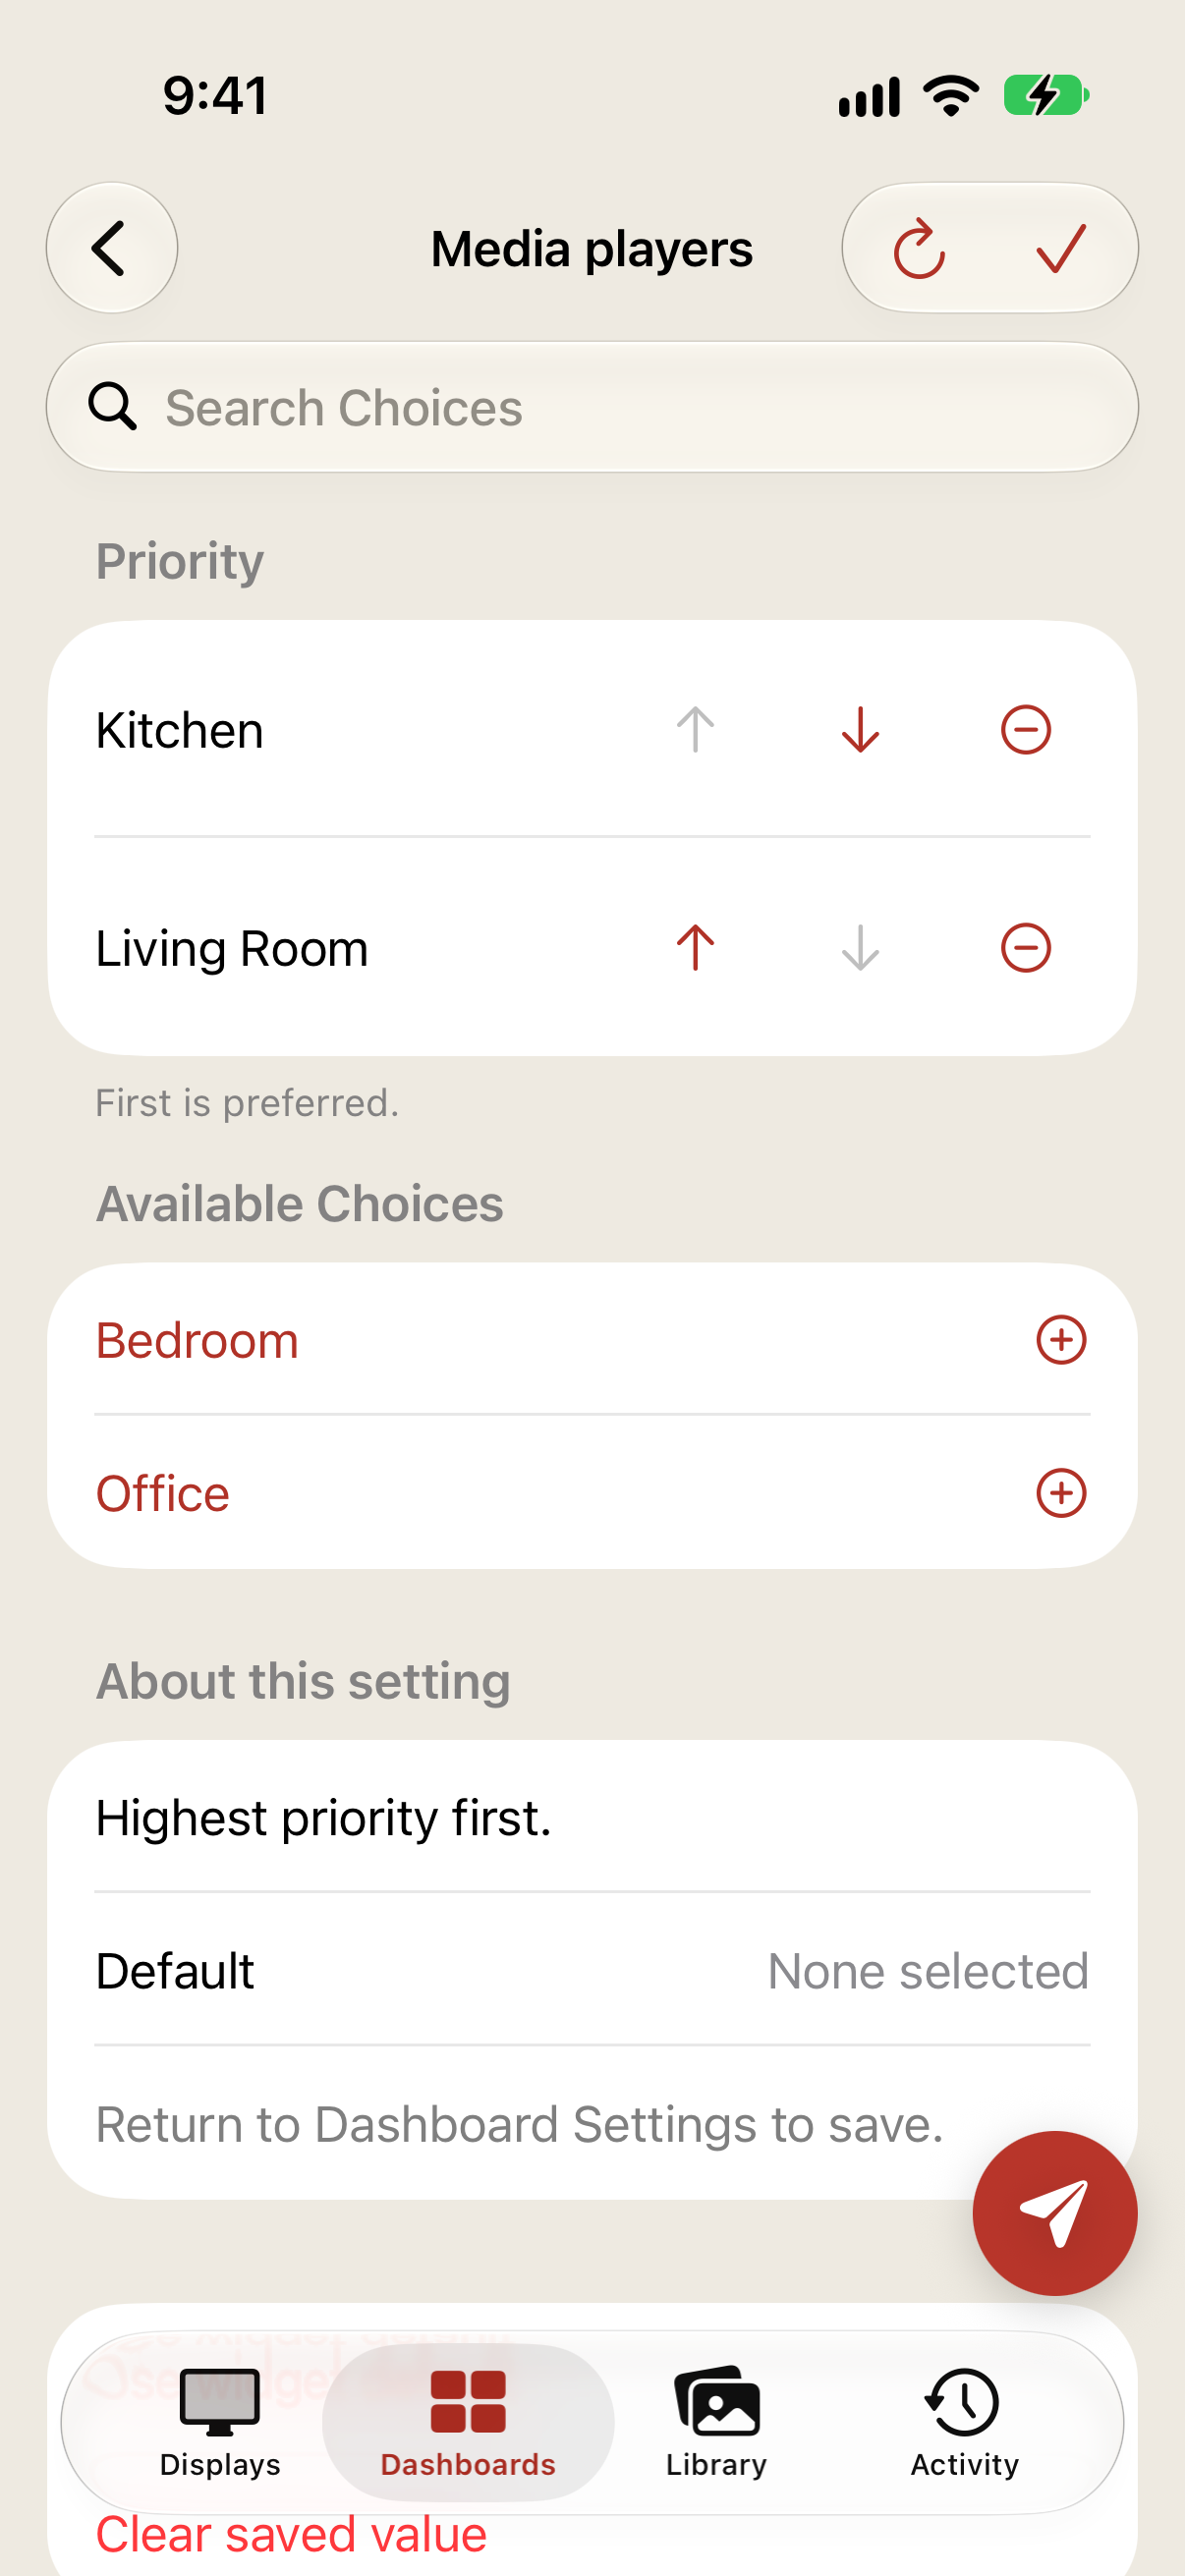 9:41
Media players
Search Choices
Priority
Kitchen
Living Room
First is preferred.
Available Choices
Bedroom
Office
About this setting
Highest priority first.
Default
None selected
Return to Dashboard Settings to save.
Displays
Dashboards
Library
Activity
Clear saved value